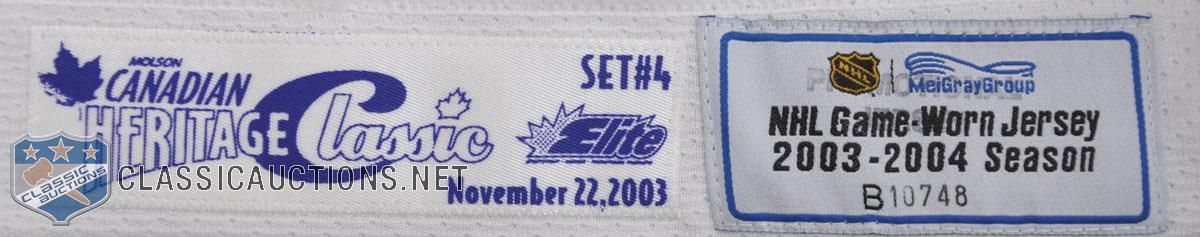 MOLSON
CANADIAN
HERITAGE Classic
SET#4
Elite
November 22,2003
CLASSIC
AUCTIONS
CLASSICAUCTIONS.NET
NHL
MeiGrayGroup
NHL Game-Worn Jersey
2003-2004 Season
B10748